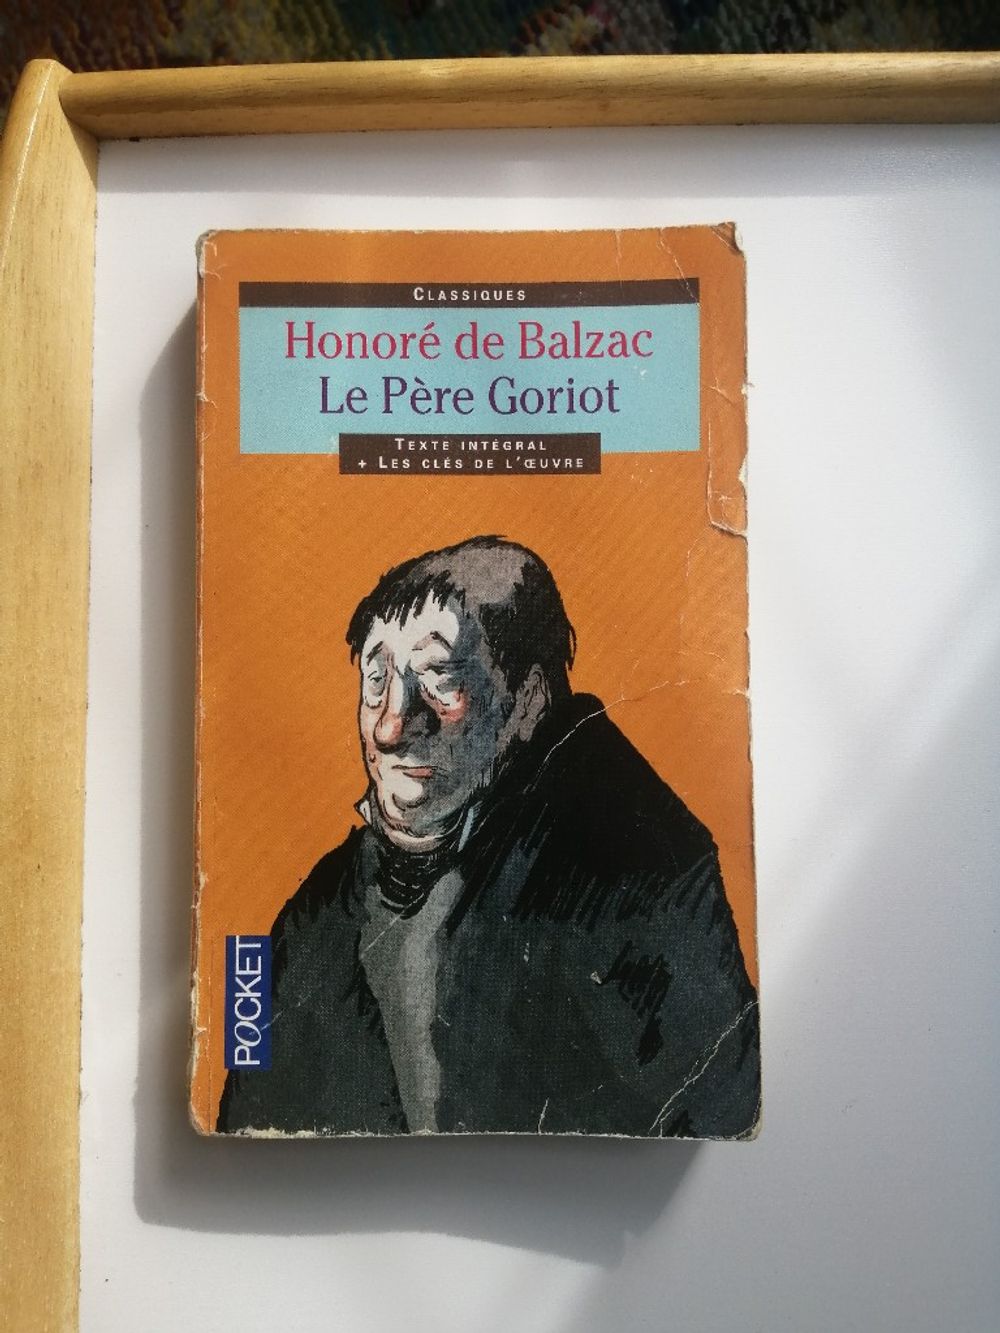 CLASSIQUES
Honoré de Balzac
Le Père Goriot
TEXTE INTÉGRAL
+ LES CLÉS DE L'ŒUVRE
POCKET